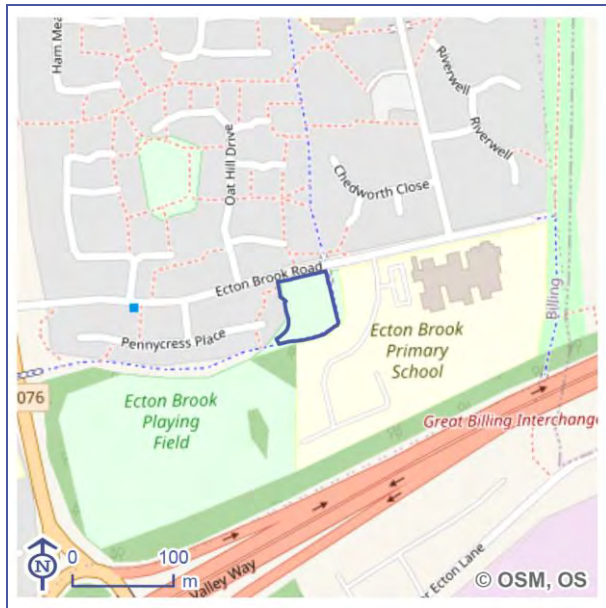 Ham Mea
Oat Hill Drive
Riverwell
Riverwell
Chedworth Close
Ecton Brook Road
Pennycress Place
Ecton Brook
Primary
School
Billing
076
Ecton Brook
Playing
Field
Great Billing Interchange
N
0 100
m
Valley Way
er Ecton Lane
© OSM, OS